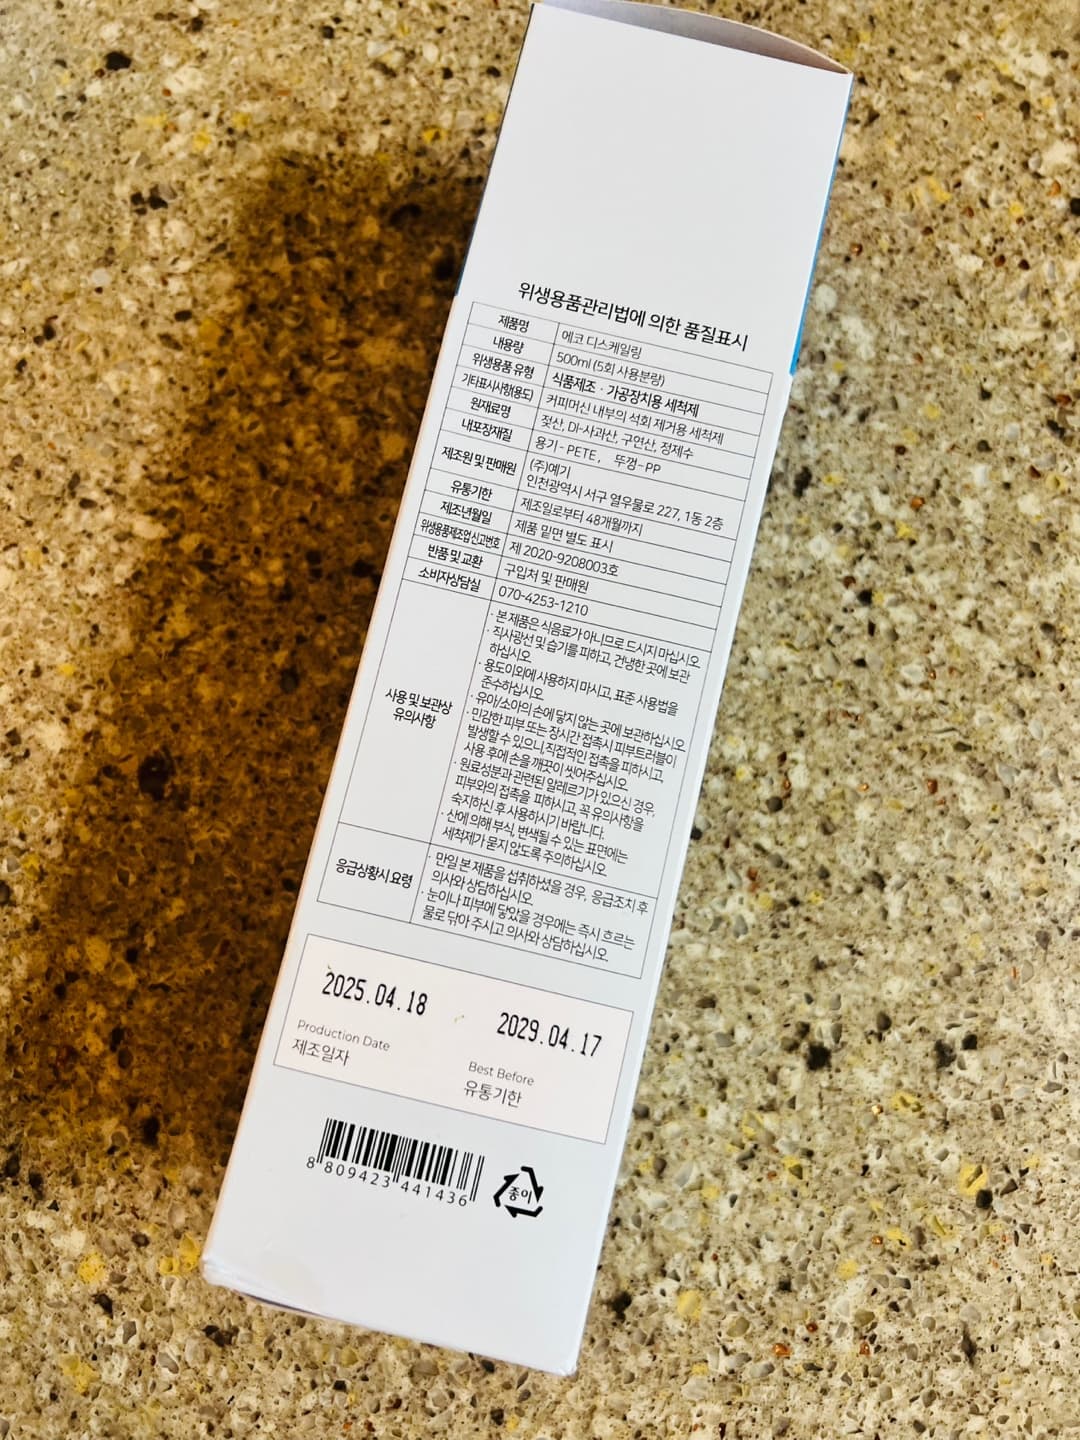 위생용품관리법에 의한 품질표시
제품명 에코 디스케일링
내용량 500ml (5회 사용분량)
위생용품 유형 식품제조 · 가공장치용 세척제
기타표시사항(용도) 커피머신 내부의 석회 제거용 세척제
원재료명 젖산, Dl-사과산, 구연산, 정제수
내포장재질 용기 - PETE, 뚜껑 - PP
제조원 및 판매원 (주)예기
인천광역시 서구 열우물로 227, 1동 2층
유통기한 제조일로부터 48개월까지
제조년월일 제품 밑면 별도 표시
위생용품제조업신고번호 제 2020-9208003호
반품 및 교환 구입처 및 판매원
소비자상담실 070-4253-1210
사용 및 보관상
유의사항
· 본 제품은 식음료가 아니므로 드시지 마십시오
· 직사광선 및 습기를 피하고, 건냉한 곳에 보관
하십시오.
· 용도이외에 사용하지 마시고, 표준 사용법을
준수하십시오
· 유아/소아의 손에 닿지 않는 곳에 보관하십시오
· 민감한 피부 또는 장시간 접촉시 피부트러블이
발생할 수 있으니,직접적인 접촉을 피하시고,
사용 후에 손을 깨끗이 씻어주십시오
· 원료성분과 관련된 알레르기가 있으신 경우,
피부와의 접촉을 피하시고, 꼭 유의사항을
숙지하신 후 사용하시기 바랍니다.
· 산에 의해 부식, 변색될 수 있는 표면에는
세척제가 묻지 않도록 주의하십시오.
응급상황시 요령
· 만일 본 제품을 섭취하셨을 경우, 응급조치 후
의사와 상담하십시오.
· 눈이나 피부에 닿았을 경우에는 즉시 흐르는
물로 닦아 주시고 의사와 상담하십시오.
2025.04.18
Production Date
제조일자
2029.04.17
Best Before
유통기한
8 809423 441436
종이